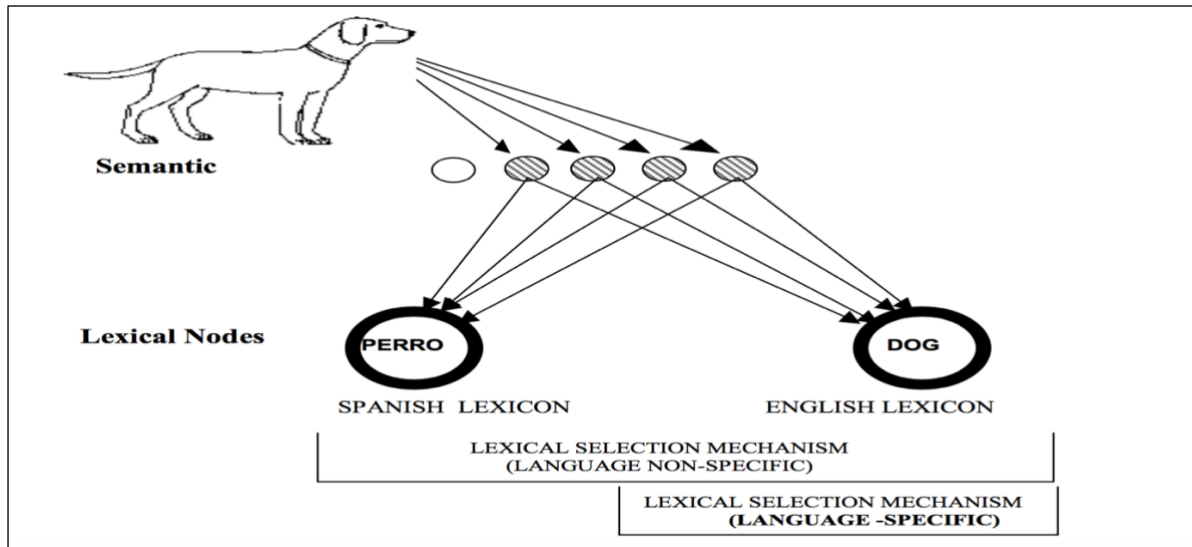 Semantic
Lexical Nodes
PERRO
DOG
SPANISH LEXICON
ENGLISH LEXICON
LEXICAL SELECTION MECHANISM
(LANGUAGE NON-SPECIFIC)
LEXICAL SELECTION MECHANISM
(LANGUAGE -SPECIFIC)